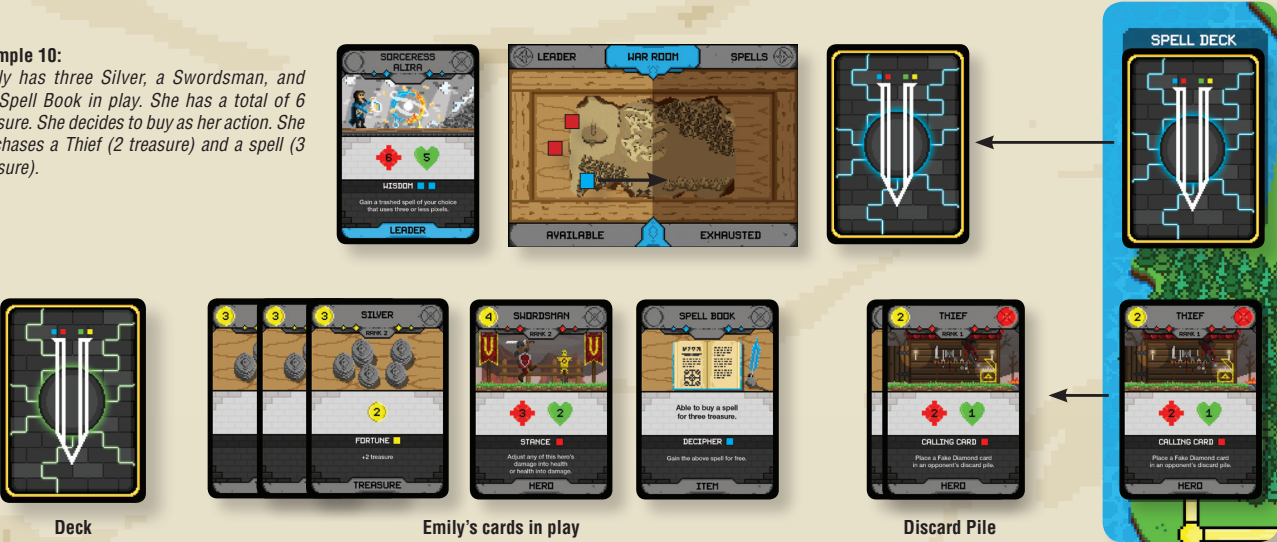 mple 10:
ly has three Silver, a Swordsman, and
Spell Book in play. She has a total of 6
sure. She decides to buy as her action. She
chases a Thief (2 treasure) and a spell (3
sure).
SORCERESS
ALIRA
6
5
WISDOM
Gain a trashed spell of your choice
that uses three or less pixels.
LEADER
LEADER
WAR ROOM
SPELLS
AVAILABLE
EXHAUSTED
SPELL DECK
Deck
3
3
3
SILVER
RANK 2
2
FORTUNE
+2 treasure
TREASURE
4
SWORDSMAN
RANK 2
3
2
STANCE
Adjust any of this hero's
damage into health
or health into damage.
HERO
SPELL BOOK
Able to buy a spell
for three treasure.
DECIPHER
Gain the above spell for free.
ITEM
Emily's cards in play
2
THIEF
RANK 1
2
1
CALLING CARD
Place a Fake Diamond card
in an opponent's discard pile.
HERO
Discard Pile
2
THIEF
RANK 1
2
1
CALLING CARD
Place a Fake Diamond card
in an opponent's discard pile.
HERO